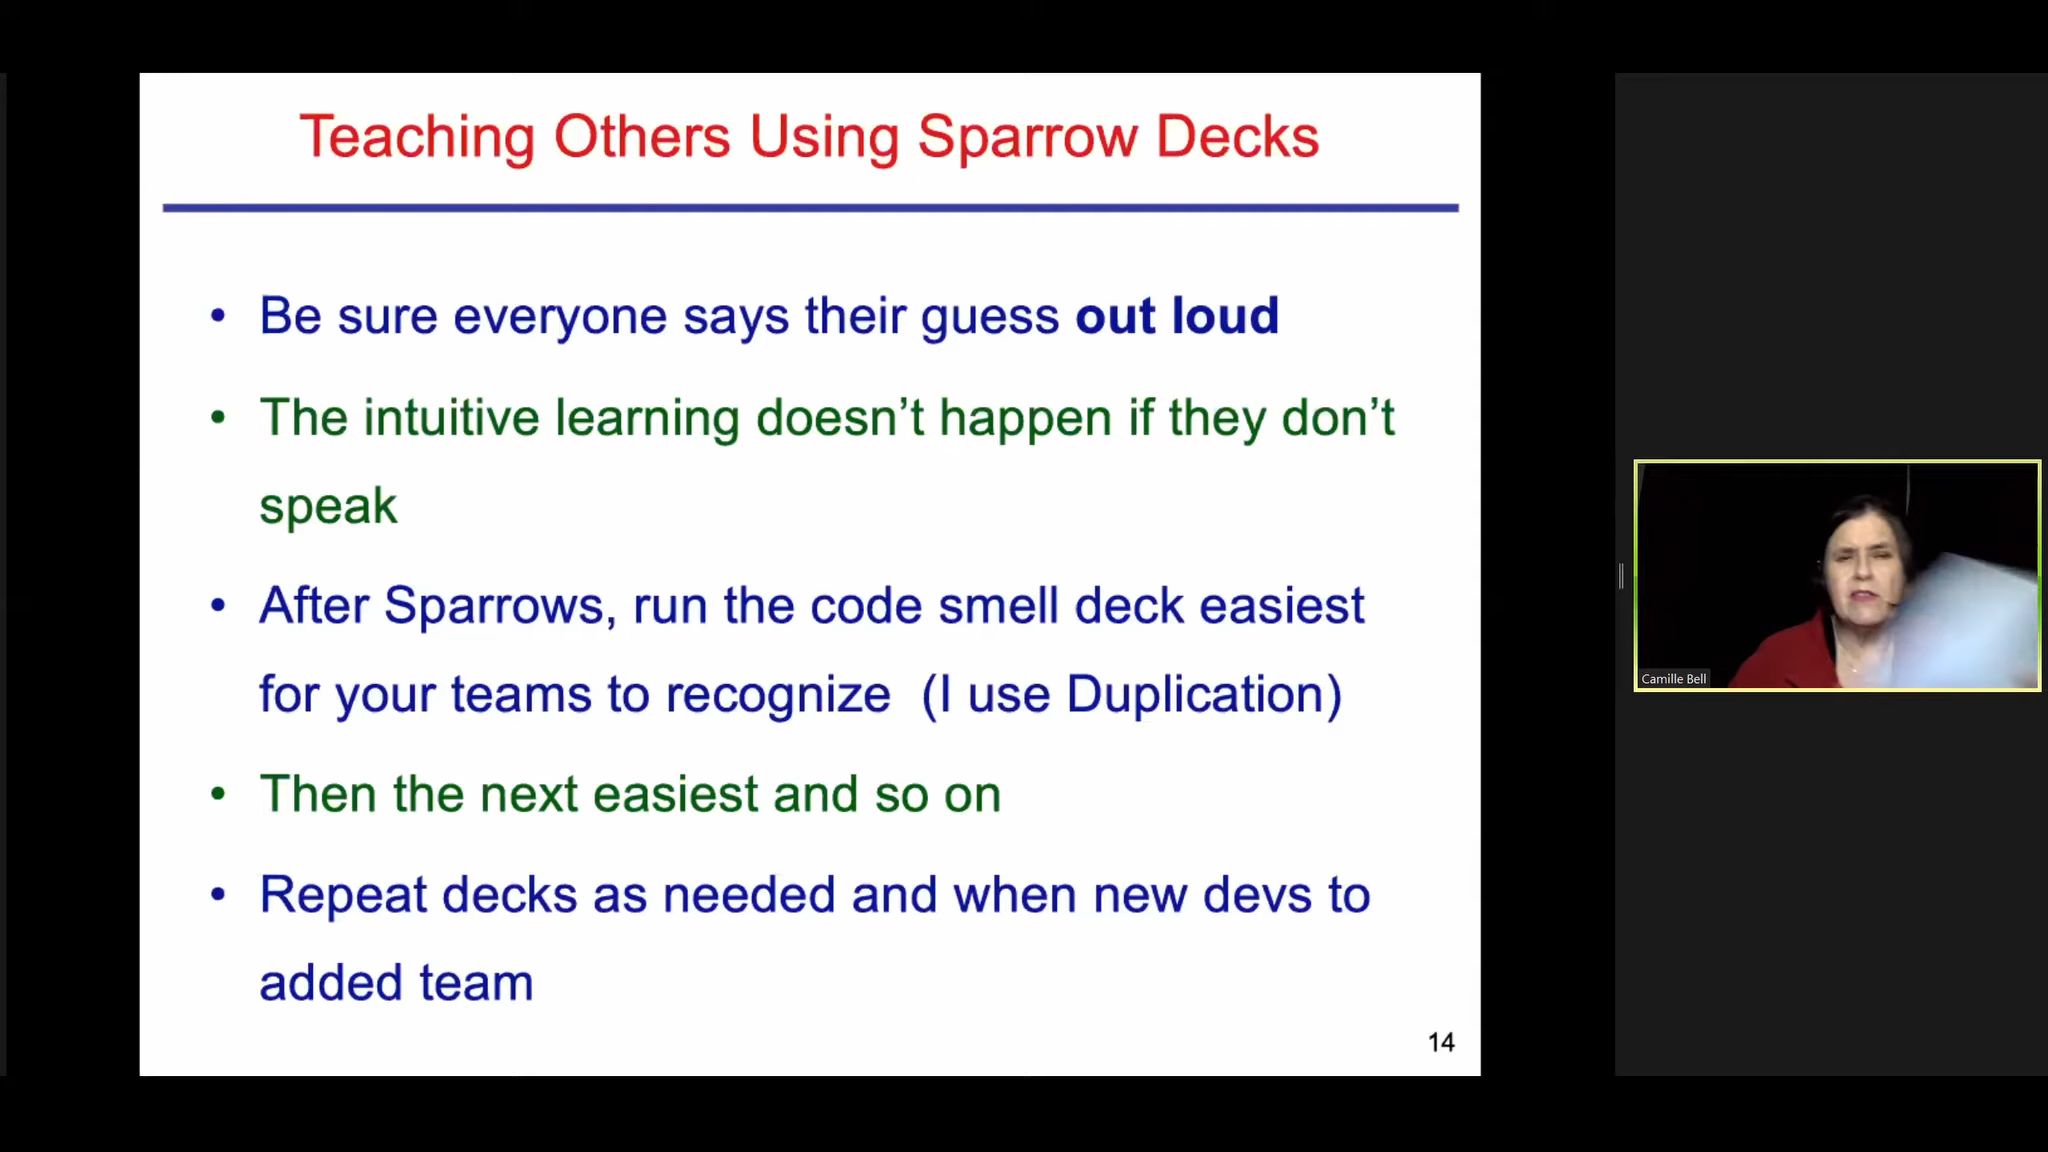 Teaching Others Using Sparrow Decks
• Be sure everyone says their guess out loud
• The intuitive learning doesn’t happen if they don’t
speak
• After Sparrows, run the code smell deck easiest
for your teams to recognize (I use Duplication)
• Then the next easiest and so on
• Repeat decks as needed and when new devs to
added team
14
Camille Bell